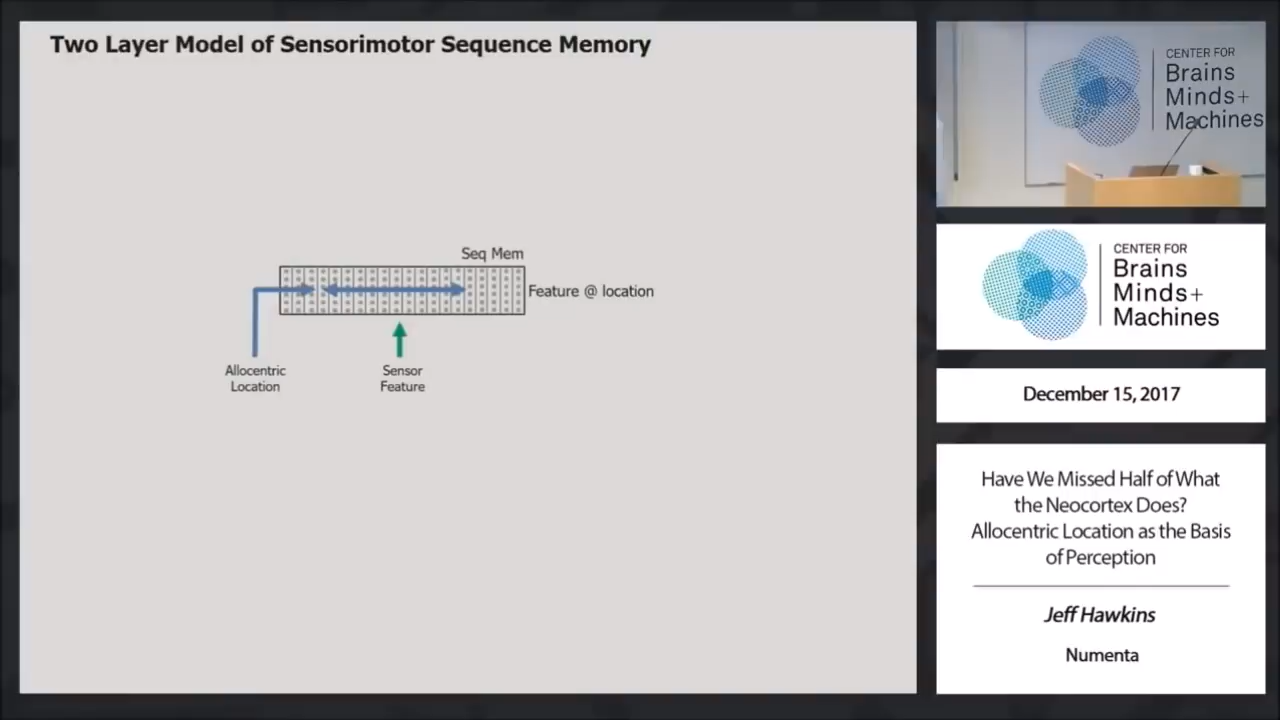 Two Layer Model of Sensorimotor Sequence Memory
Seq Mem
Feature @ location
Allocentric
Location
Sensor
Feature
CENTER FOR
Brains
Minds+
Machines
CENTER FOR
Brains
Minds+
Machines
December 15, 2017
Have We Missed Half of What
the Neocortex Does?
Allocentric Location as the Basis
of Perception
Jeff Hawkins
Numenta